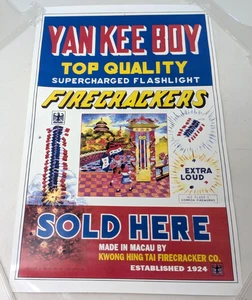 YAN KEE BOY
TOP QUALITY
SUPERCHARGED FLASHLIGHT
FIRECRACKERS
EXTRA
LOUD
SOLD HERE
MADE IN MACAU BY
KWONG HING TAI FIRECRACKER CO.
ESTABLISHED 1924